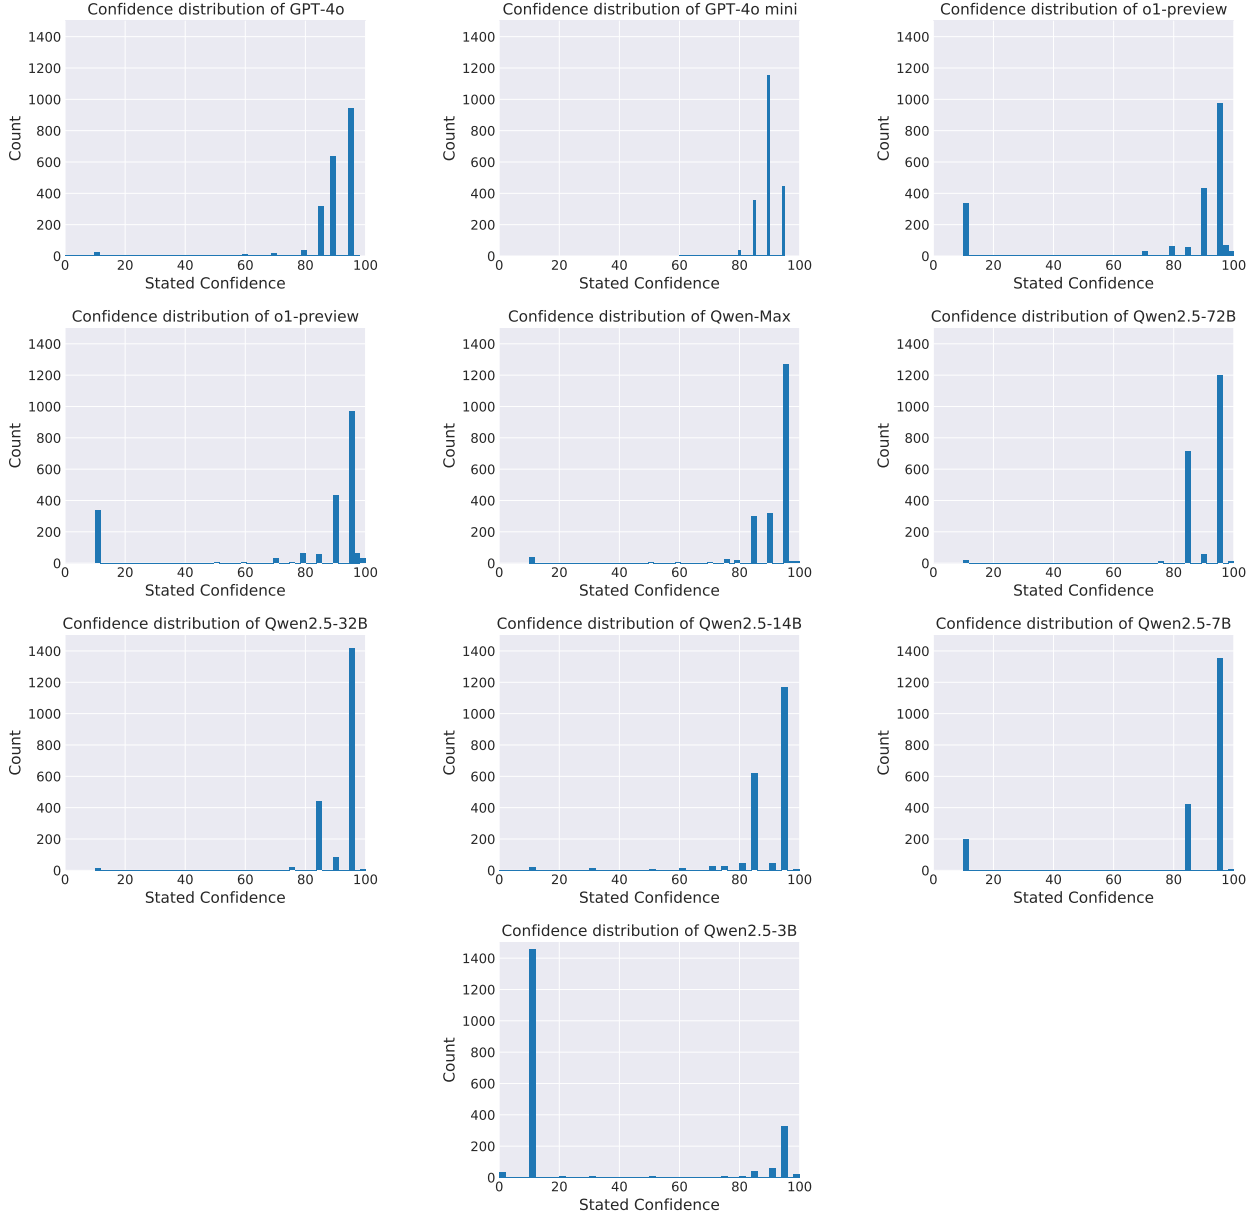 Confidence distribution of GPT-4o
1400
1200
1000
800
600
400
200
0
Count
0 20 40 60 80 100
Stated Confidence
Confidence distribution of GPT-4o mini
1400
1200
1000
800
600
400
200
0
Count
0 20 40 60 80 100
Stated Confidence
Confidence distribution of o1-preview
1400
1200
1000
800
600
400
200
0
Count
0 20 40 60 80 100
Stated Confidence
Confidence distribution of o1-preview
1400
1200
1000
800
600
400
200
0
Count
0 20 40 60 80 100
Stated Confidence
Confidence distribution of Qwen-Max
1400
1200
1000
800
600
400
200
0
Count
0 20 40 60 80 100
Stated Confidence
Confidence distribution of Qwen2.5-72B
1400
1200
1000
800
600
400
200
0
Count
0 20 40 60 80 100
Stated Confidence
Confidence distribution of Qwen2.5-32B
1400
1200
1000
800
600
400
200
0
Count
0 20 40 60 80 100
Stated Confidence
Confidence distribution of Qwen2.5-14B
1400
1200
1000
800
600
400
200
0
Count
0 20 40 60 80 100
Stated Confidence
Confidence distribution of Qwen2.5-7B
1400
1200
1000
800
600
400
200
0
Count
0 20 40 60 80 100
Stated Confidence
Confidence distribution of Qwen2.5-3B
1400
1200
1000
800
600
400
200
0
Count
0 20 40 60 80 100
Stated Confidence